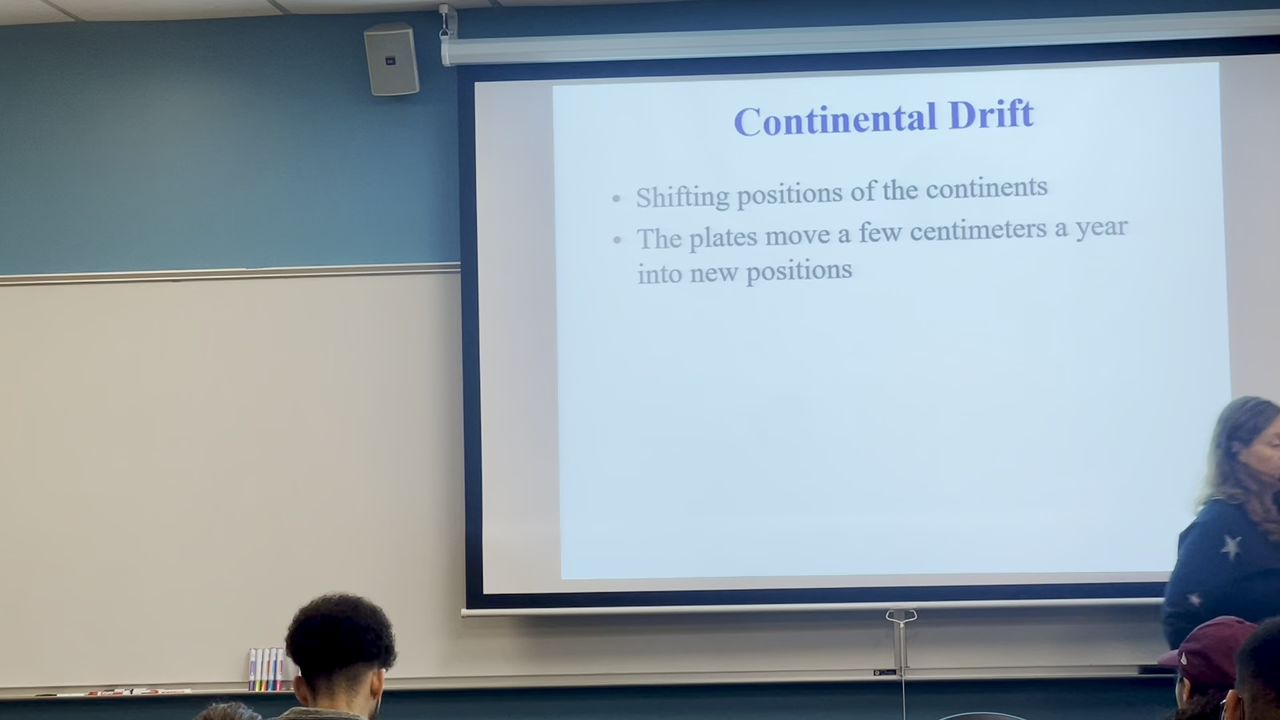 Continental Drift
• Shifting positions of the continents
• The plates move a few centimeters a year
into new positions